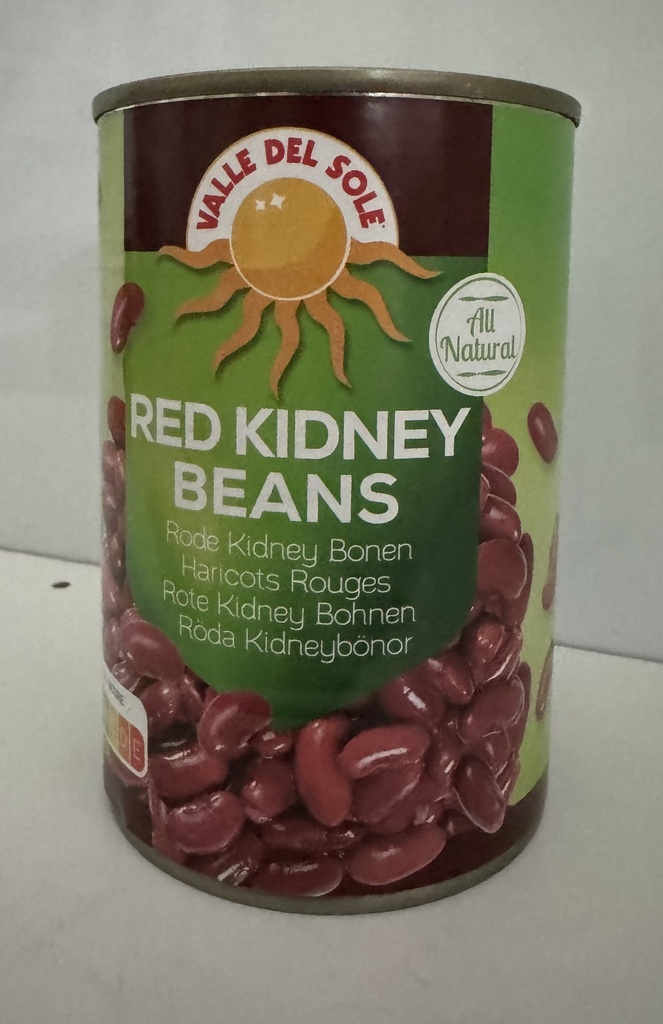 VALLE DEL SOLE
All
Natural
RED KIDNEY
BEANS
Rode Kidney Bonen
Haricots Rouges
Rote Kidney Bohnen
Röda Kidneybönor
D E